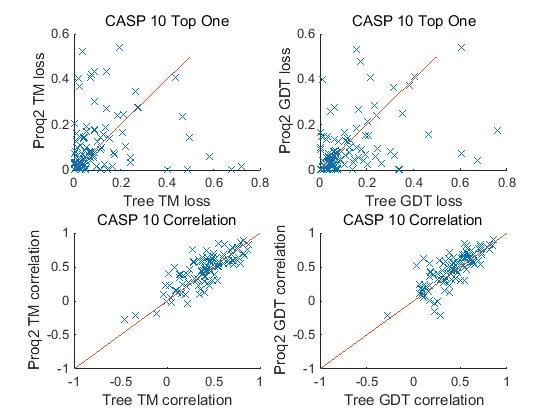 CASP 10 Top One
CASP 10 Top One
0.6
0.4
0.2
0
0 0.2 0.4 0.6 0.8
Proq2 TM loss
Tree TM loss
0.6
0.4
0.2
0
0 0.2 0.4 0.6 0.8
Proq2 GDT loss
Tree GDT loss
CASP 10 Correlation
CASP 10 Correlation
1
0.5
0
-0.5
-1
-1 -0.5 0 0.5 1
Proq2 TM correlation
Tree TM correlation
1
0.5
0
-0.5
-1
-1 -0.5 0 0.5 1
Proq2 GDT correlation
Tree GDT correlation